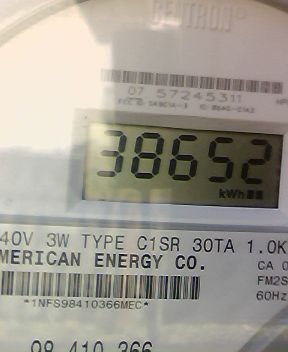 CENTRON®
07 57245311
38652
kWh
40V 3W TYPE C1SR 30TA 1.0K
MERICAN ENERGY CO.
CA 0
FM2S
60Hz
*1NFS98410366MEC*
98 410 366